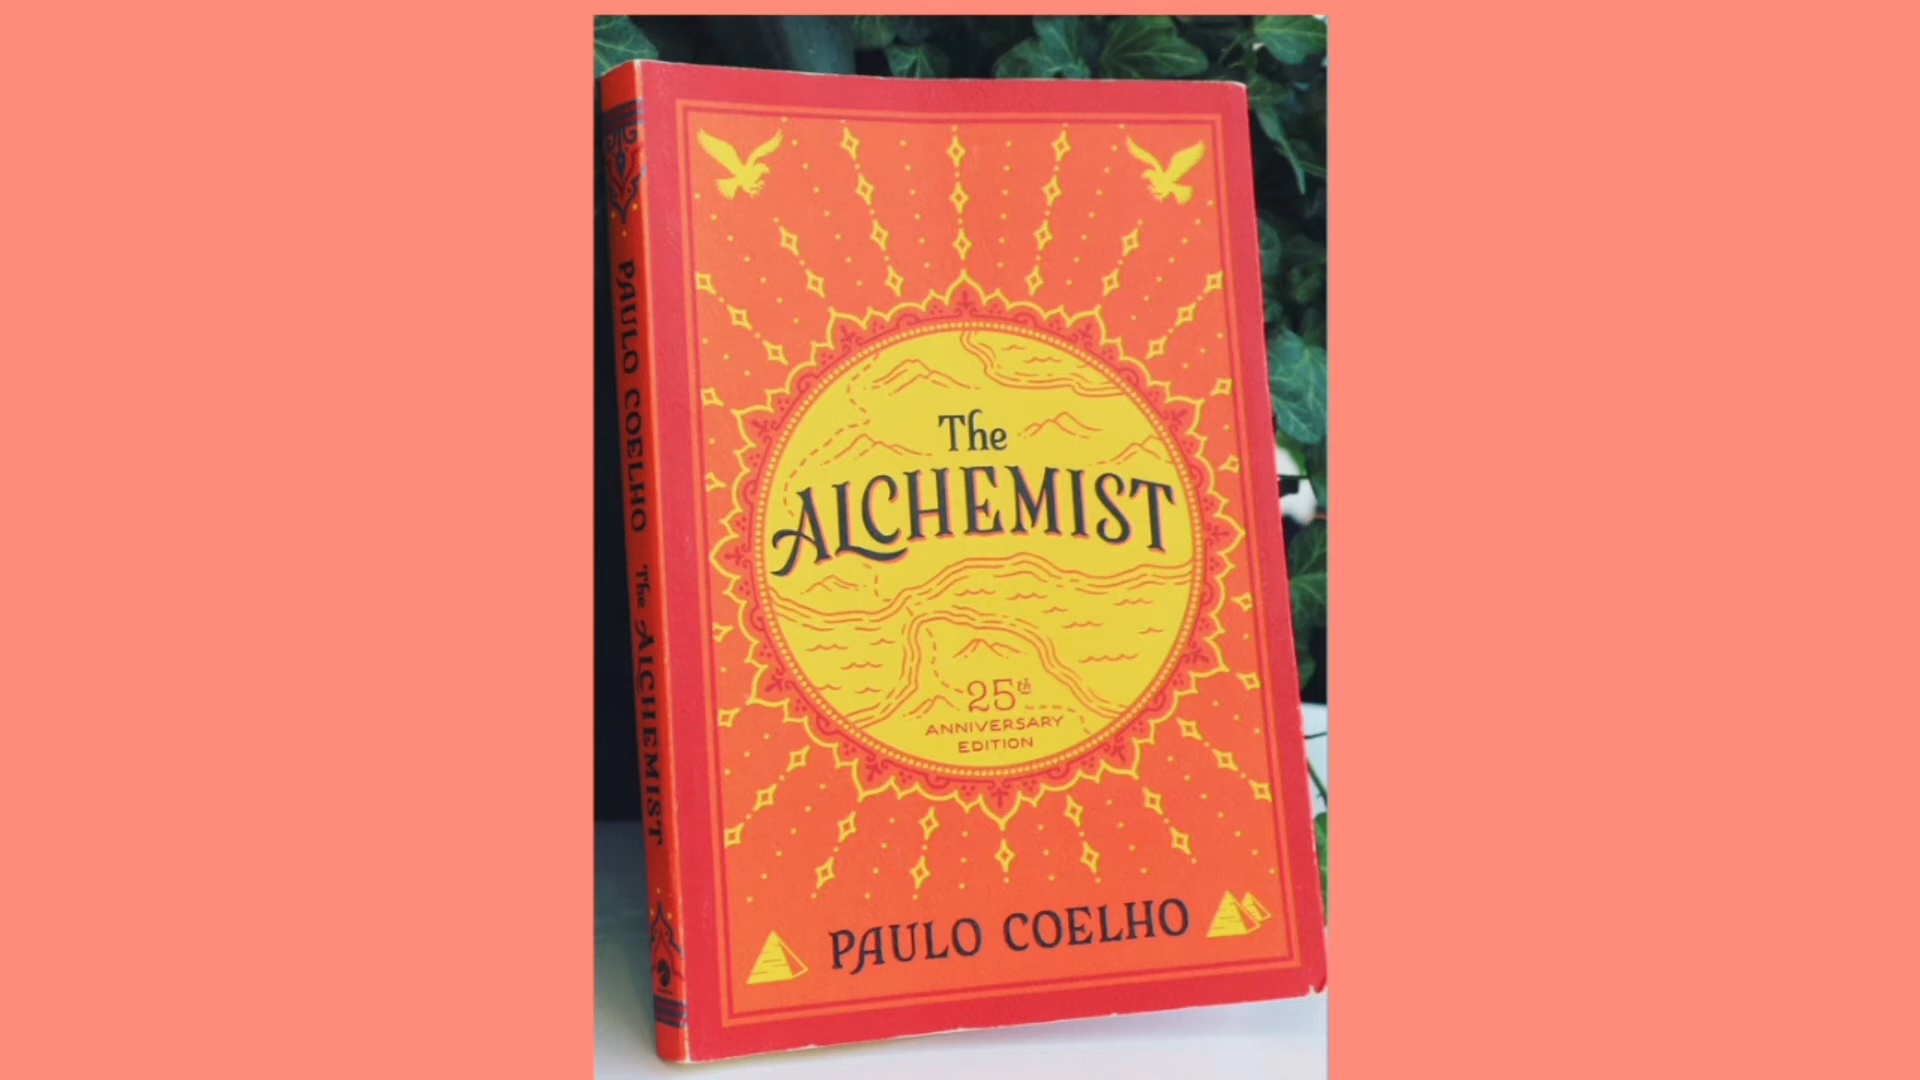 PAULO COELHO The ALCHEMIST
The
ALCHEMIST
25th
ANNIVERSARY
EDITION
PAULO COELHO